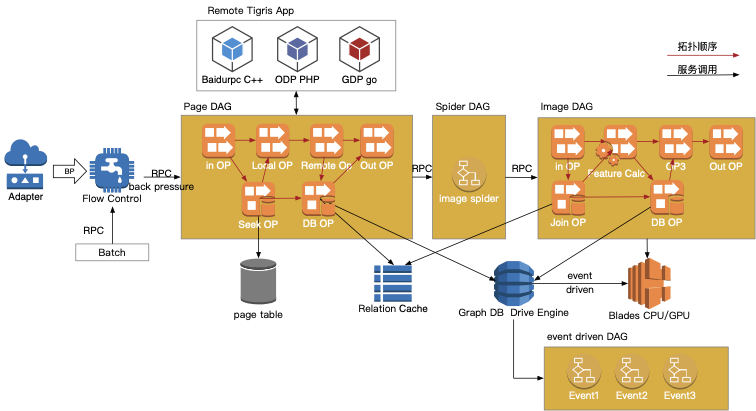 Remote Tigris App
Baidurpc C++
ODP PHP
GDP go
拓扑顺序
服务调用
Page DAG
in OP
Local OP
Remote Op
Out OP
Seek OP
DB OP
Spider DAG
Image spider
Image DAG
in OP
Feature Calc
OP3
Out OP
Join OP
DB OP
Adapter
BP
Flow Control
RPC
back pressure
RPC
RPC
RPC
Batch
page table
Relation Cache
Graph DB Drive Engine
event
driven
Blades CPU/GPU
event driven DAG
Event1
Event2
Event3